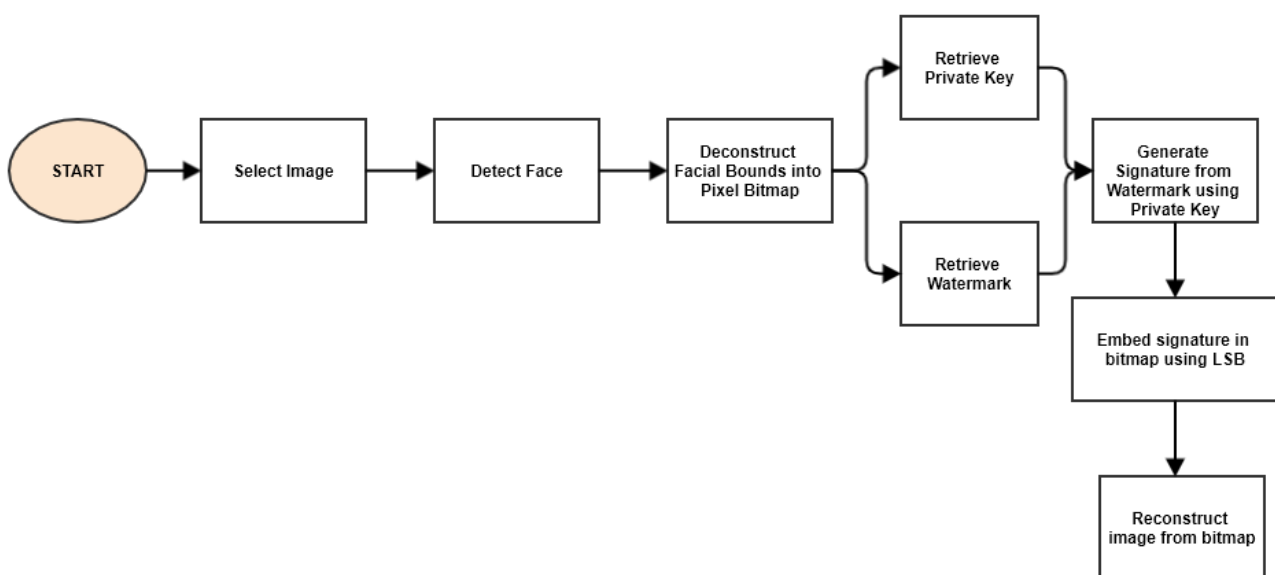 START
Select Image
Detect Face
Deconstruct
Facial Bounds into
Pixel Bitmap
Retrieve
Private Key
Retrieve
Watermark
Generate
Signature from
Watermark using
Private Key
Embed signature in
bitmap using LSB
Reconstruct
image from bitmap